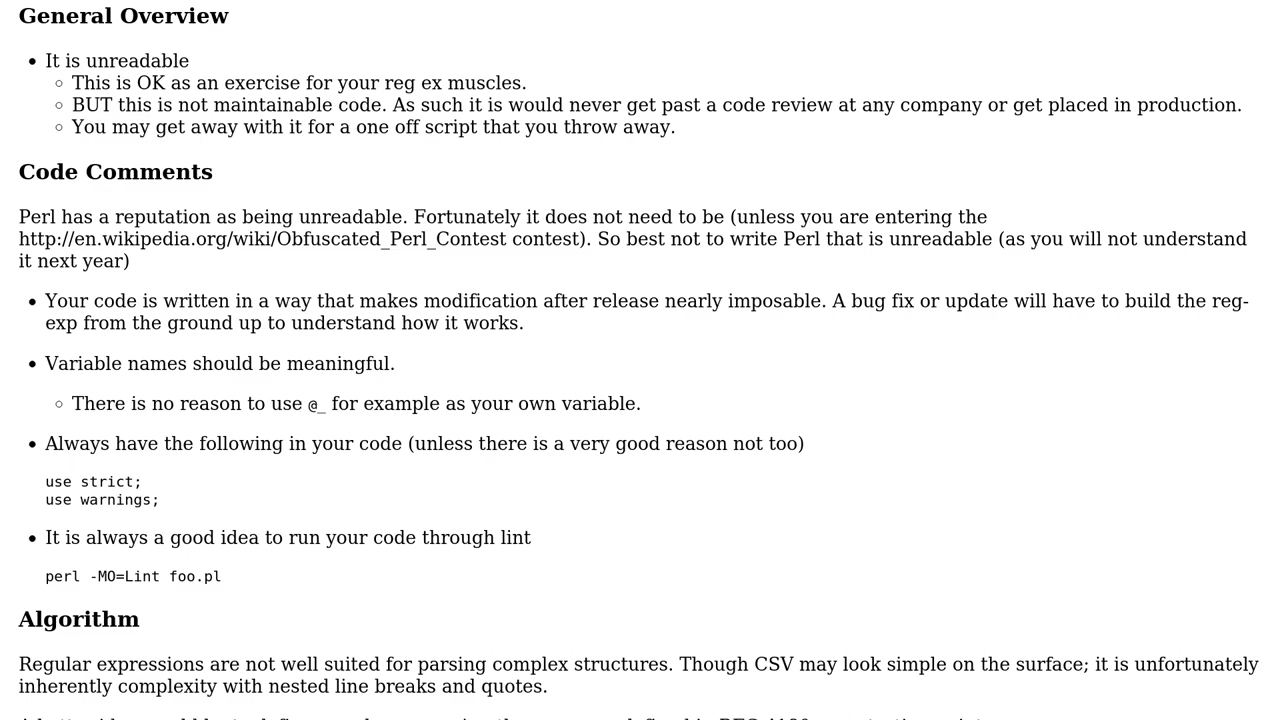 General Overview
It is unreadable
This is OK as an exercise for your reg ex muscles.
BUT this is not maintainable code. As such it is would never get past a code review at any company or get placed in production.
You may get away with it for a one off script that you throw away.
Code Comments
Perl has a reputation as being unreadable. Fortunately it does not need to be (unless you are entering the
http://en.wikipedia.org/wiki/Obfuscated_Perl_Contest contest). So best not to write Perl that is unreadable (as you will not understand
it next year)
Your code is written in a way that makes modification after release nearly imposable. A bug fix or update will have to build the reg-
exp from the ground up to understand how it works.
Variable names should be meaningful.
There is no reason to use @_ for example as your own variable.
Always have the following in your code (unless there is a very good reason not too)
use strict;
use warnings;
It is always a good idea to run your code through lint
perl -MO=Lint foo.pl
Algorithm
Regular expressions are not well suited for parsing complex structures. Though CSV may look simple on the surface; it is unfortunately
inherently complexity with nested line breaks and quotes.